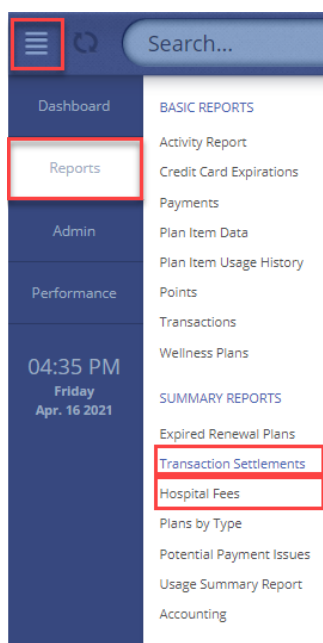 Search...
Dashboard
Reports
Admin
Performance
04:35 PM
Friday
Apr. 16 2021
BASIC REPORTS
Activity Report
Credit Card Expirations
Payments
Plan Item Data
Plan Item Usage History
Points
Transactions
Wellness Plans
SUMMARY REPORTS
Expired Renewal Plans
Transaction Settlements
Hospital Fees
Plans by Type
Potential Payment Issues
Usage Summary Report
Accounting